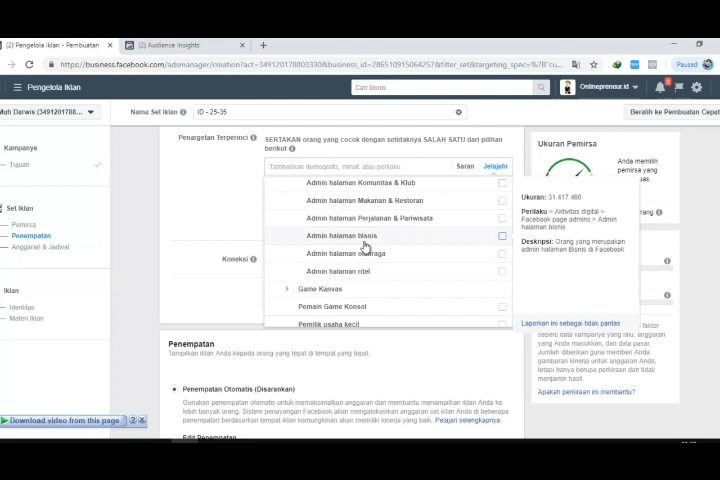 (2) Pengelola Iklan - Pembuatan
(2) Audience Insights
https://business.facebook.com/adsmanager/creation?act=349120178803330&business_id=286510915064257&filter_set&targeting_spec=%7B"cu
Paused
Pengelola Iklan
Cari bisnis
Onlinepreneur.id
Muh Darwis (3491201788...
Nama Set Iklan
ID - 25-35
Beralih ke Pembuatan Cepat
Kampanye
Tujuan
Set Iklan
Pemirsa
Penempatan
Anggaran & Jadwal
Iklan
Identitas
Materi Iklan
Penargetan Terperinci
SERTAKAN orang yang cocok dengan setidaknya SALAH SATU dari pilihan
berikut
Tambahkan demografis, minat, atau perilaku
Saran
Jelajahi
Admin halaman Komunitas & Klub
Admin halaman Makanan & Restoran
Admin halaman Perjalanan & Pariwisata
Admin halaman bisnis
Admin halaman olahraga
Admin halaman ritel
Game Kanvas
Pemain Game Konsol
Pemilik usaha kecil
Koneksi
Ukuran: 31.417.460
Perilaku > Aktivitas digital >
Facebook page admins > Admin
halaman bisnis
Deskripsi: Orang yang merupakan
admin halaman Bisnis di Facebook
Laporkan ini sebagai tidak pantas
Ukuran Pemirsa
Anda memilih
pemirsa yang
luas.
orang
faktor
seperti data kampanye yang lalu, anggaran
yang Anda masukkan, dan data pasar.
Jumlah diberikan guna memberi Anda
gambaran kinerja untuk anggaran Anda,
tetapi hanya berupa perkiraan dan tidak
menjamin hasil.
Apakah perkiraan ini membantu?
Penempatan
Tampilkan iklan Anda kepada orang yang tepat di tempat yang tepat.
Penempatan Otomatis (Disarankan)
Gunakan penempatan otomatis untuk memaksimalkan anggaran dan membantu menampilkan iklan Anda ke
lebih banyak orang. Sistem penayangan Facebook akan mengalokasikan anggaran set iklan Anda di beberapa
penempatan berdasarkan tempat iklan kemungkinan akan memiliki kinerja yang baik. Pelajari selengkapnya.
Edit Penempatan
Download video from this page